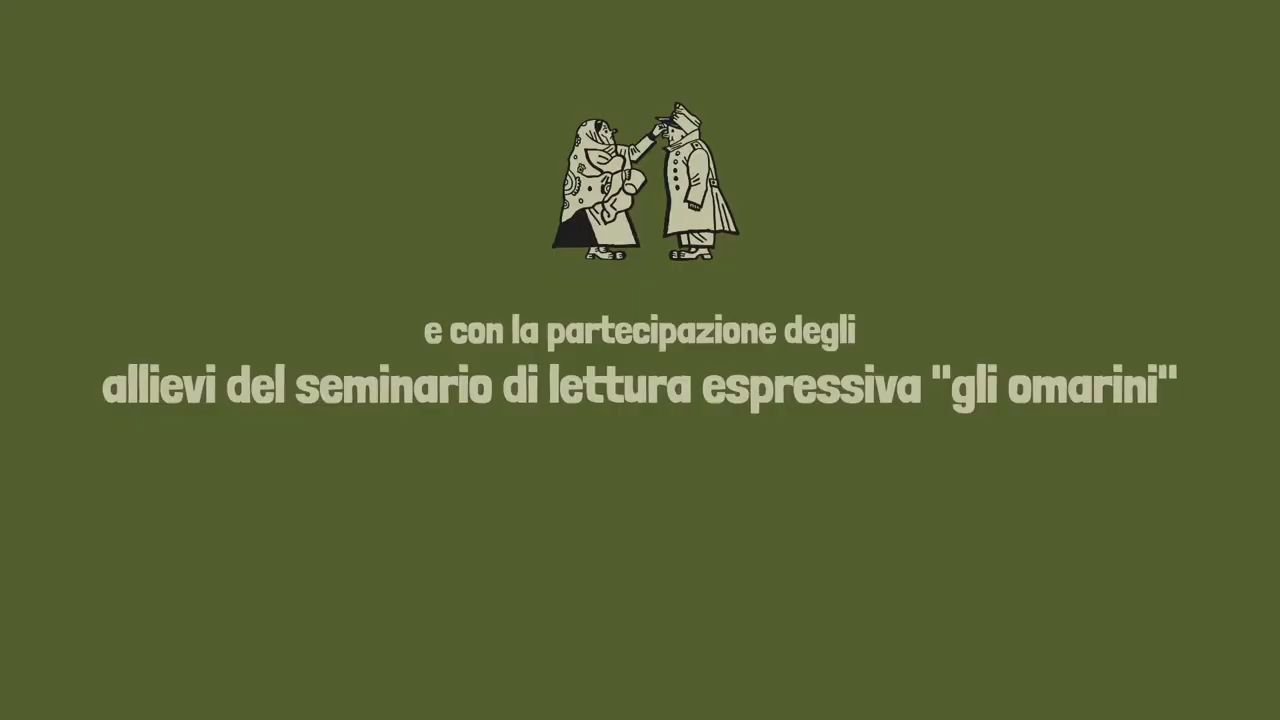 e con la partecipazione degli
allievi del seminario di lettura espressiva "gli omarini"